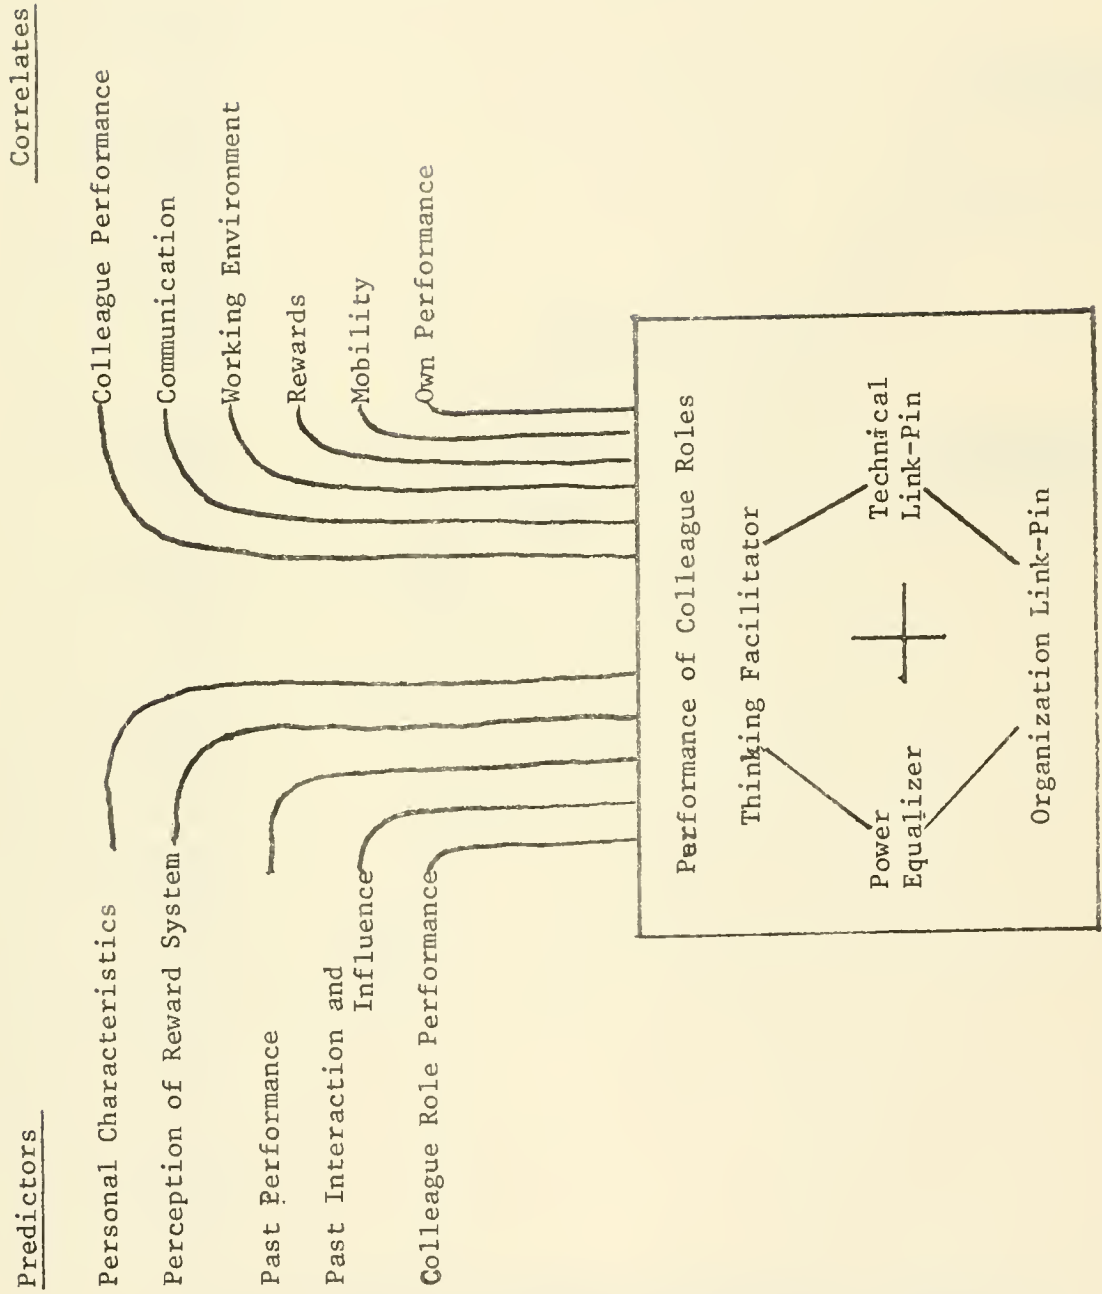 Predictors
Correlates
Personal Characteristics
Perception of Reward System
Past Performance
Past Interaction and
Influence
Colleague Role Performance
Colleague Performance
Communication
Working Environment
Rewards
Mobility
Own Performance
Performance of Colleague Roles
Thinking Facilitator
Power
Equalizer
Technical
Link-Pin
Organization Link-Pin